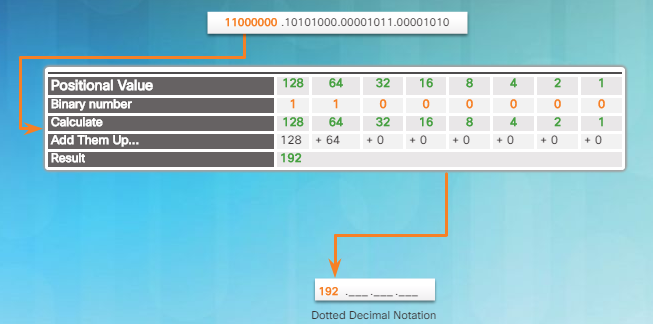 11000000 .10101000.00001011.00001010
Positional Value 128 64 32 16 8 4 2 1
Binary number 1 1 0 0 0 0 0 0
Calculate 128 64 32 16 8 4 2 1
Add Them Up... 128 + 64 + 0 + 0 + 0 + 0 + 0 + 0
Result 192
192 .___ .___ .___
Dotted Decimal Notation